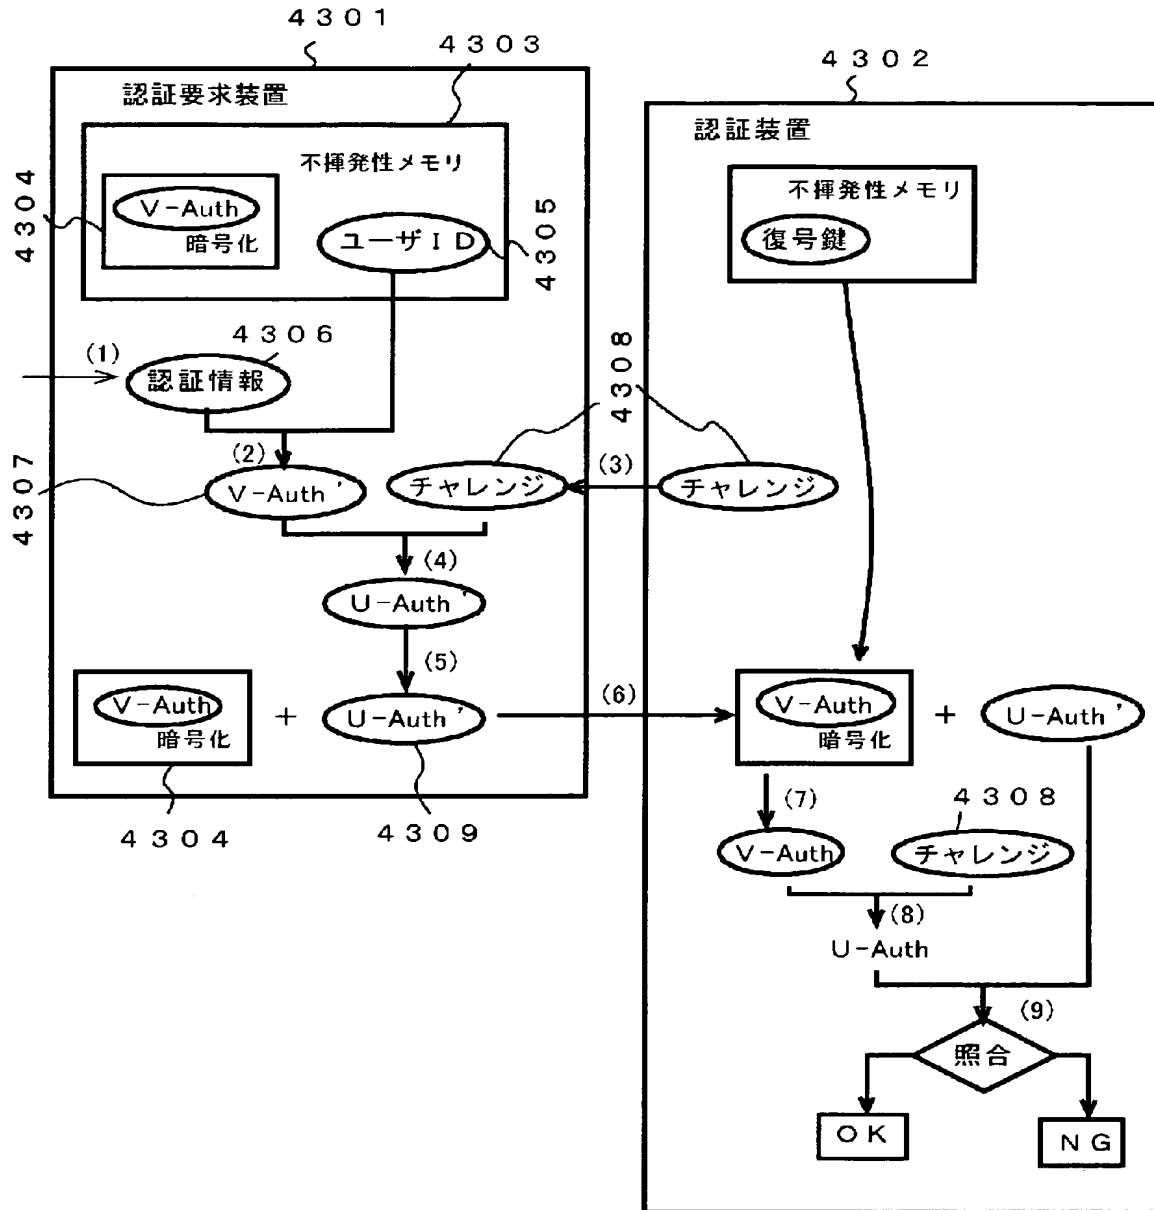 ４３０１
４３０３
４３０２
認証要求装置
認証装置
不揮発性メモリ
不揮発性メモリ
４３０４
V-Auth
暗号化
ユーザＩＤ
４３０５
復号鍵
(1)
４３０６
認証情報
４３０８
(2)
(3)
４３０７
V-Auth'
チャレンジ
チャレンジ
(4)
U-Auth'
(5)
V-Auth
暗号化
+
U-Auth'
(6)
V-Auth
暗号化
+
U-Auth'
４３０４
４３０９
(7)
４３０８
V-Auth
チャレンジ
(8)
U-Auth
(9)
照合
ＯＫ
ＮＧ